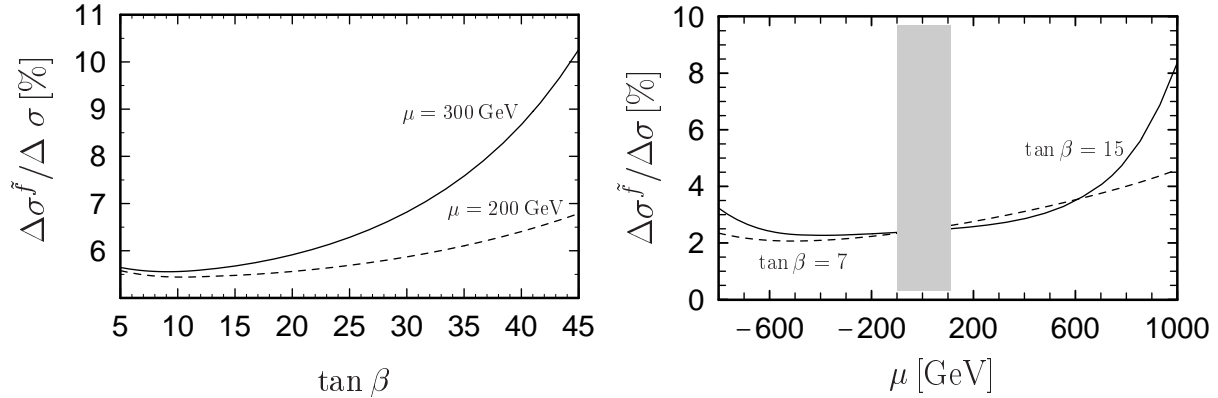 Δσ^f̃/Δ σ [%]
11
10
9
8
7
6
μ = 300 GeV
μ = 200 GeV
5 10 15 20 25 30 35 40 45
tan β
Δσ^f̃/Δσ [%]
10
8
6
4
2
0
tan β = 15
tan β = 7
−600 −200 200 600 1000
μ [GeV]